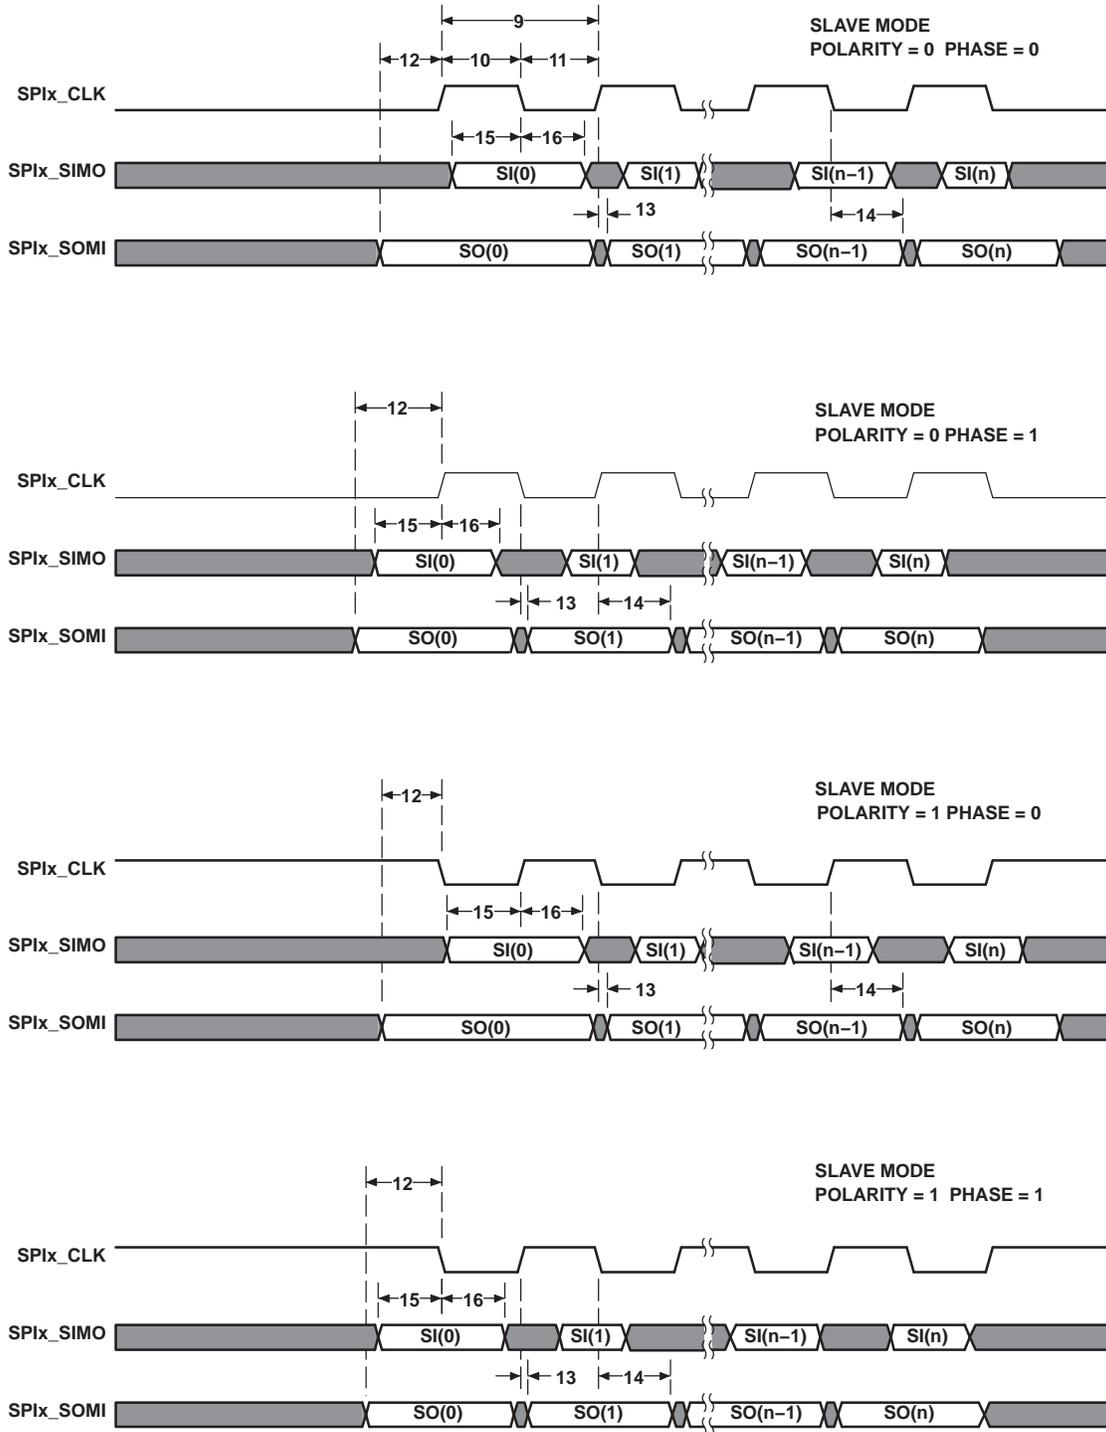 9
SLAVE MODE
POLARITY = 0 PHASE = 0
12 10 11
SPIx_CLK
15 16
SPIx_SIMO SI(0) SI(1) SI(n−1) SI(n)
13 14
SPIx_SOMI SO(0) SO(1) SO(n−1) SO(n)
12
SLAVE MODE
POLARITY = 0 PHASE = 1
SPIx_CLK
15 16
SPIx_SIMO SI(0) SI(1) SI(n−1) SI(n)
13 14
SPIx_SOMI SO(0) SO(1) SO(n−1) SO(n)
12
SLAVE MODE
POLARITY = 1 PHASE = 0
SPIx_CLK
15 16
SPIx_SIMO SI(0) SI(1) SI(n−1) SI(n)
13 14
SPIx_SOMI SO(0) SO(1) SO(n−1) SO(n)
12
SLAVE MODE
POLARITY = 1 PHASE = 1
SPIx_CLK
15 16
SPIx_SIMO SI(0) SI(1) SI(n−1) SI(n)
13 14
SPIx_SOMI SO(0) SO(1) SO(n−1) SO(n)